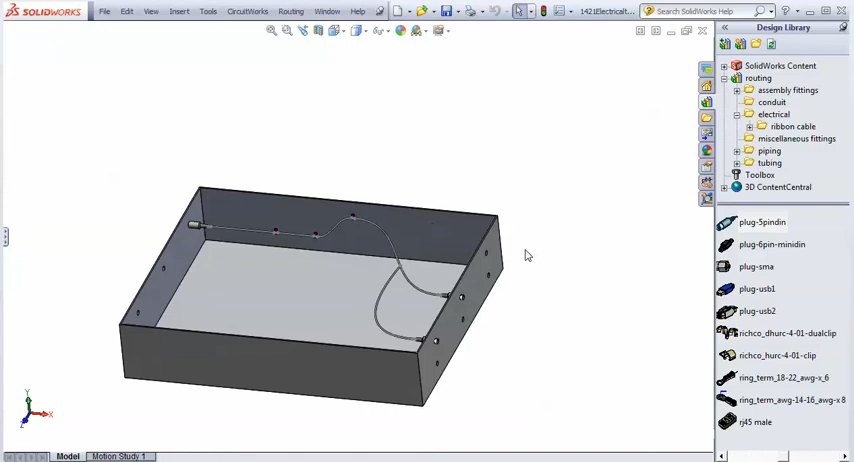 SOLIDWORKS File Edit View Insert Tools CircuitWorks Routing Window Help 1421Electricalt... Search SolidWorks Help
Design Library
SolidWorks Content
routing
assembly fittings
conduit
electrical
ribbon cable
miscellaneous fittings
piping
tubing
Toolbox
3D ContentCentral
plug-5pindin
plug-6pin-minidin
plug-sma
plug-usb1
plug-usb2
richco_dhurc-4-01-dualclip
richco_hurc-4-01-clip
ring_term_18-22_awg-x_6
ring_term_awg-14-16_awg-x 8
rj45 male
Y
X
Z
Model Motion Study 1